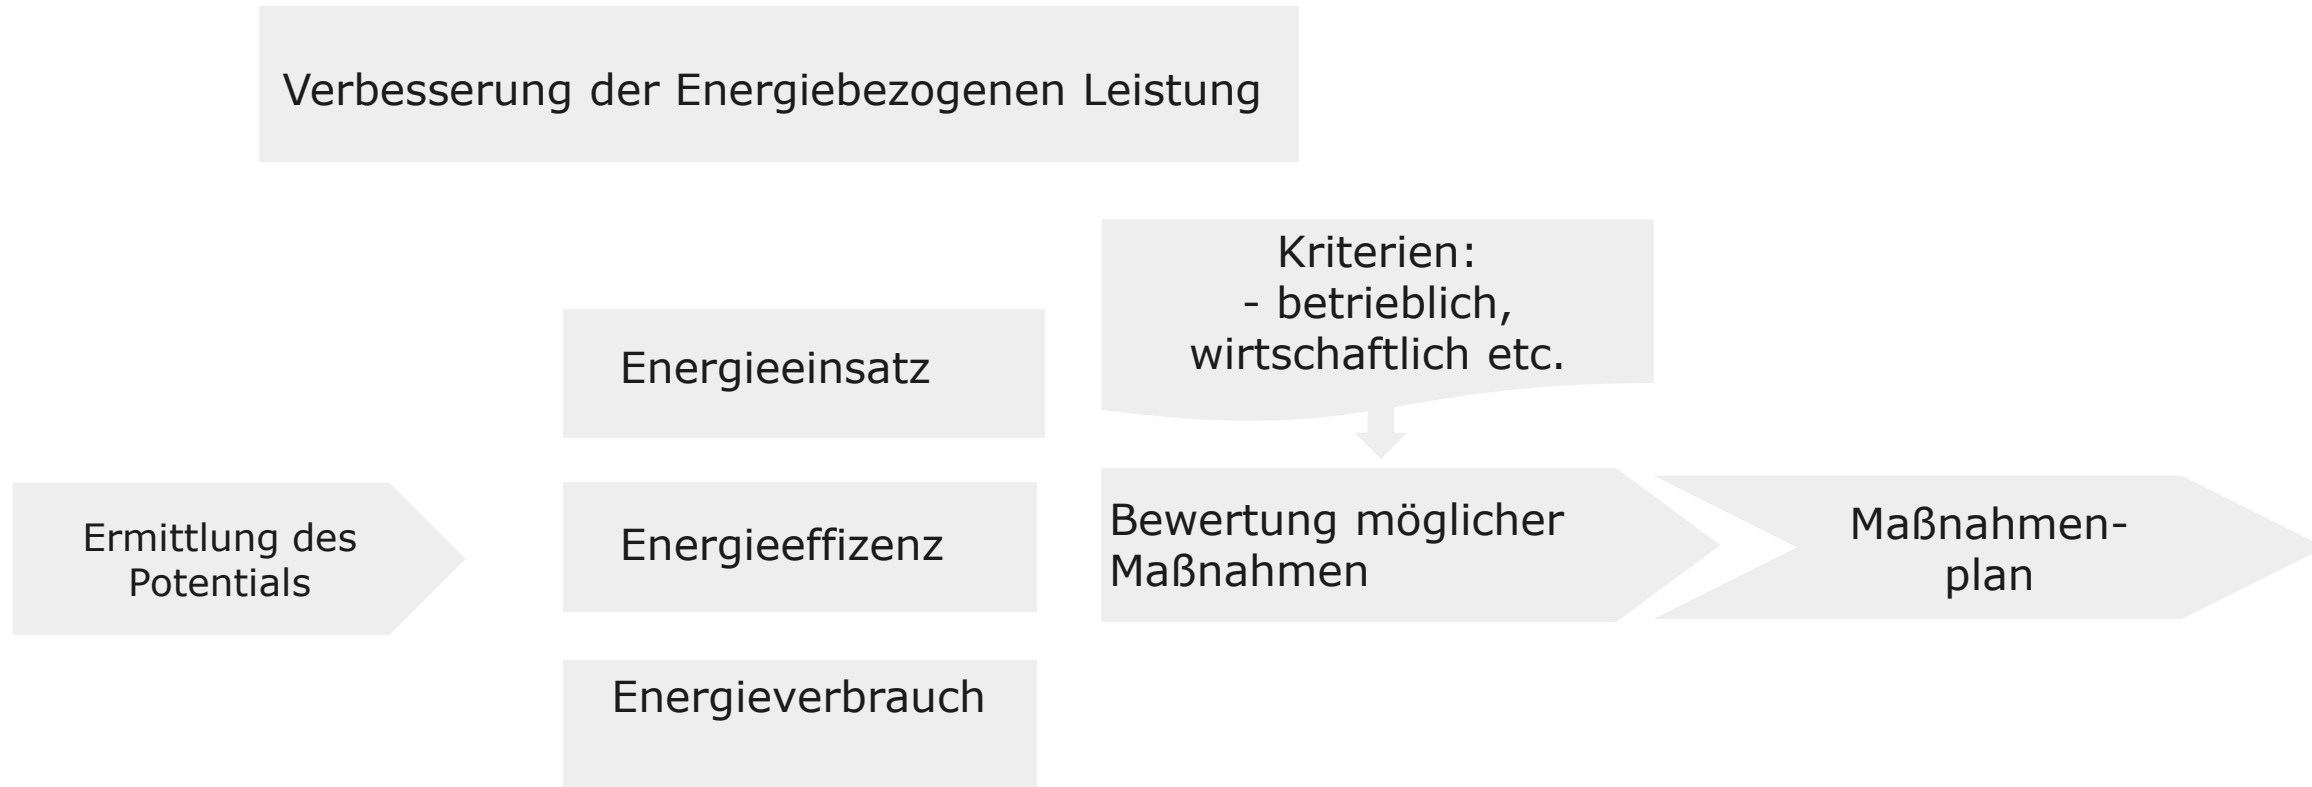 Verbesserung der Energiebezogenen Leistung
Kriterien:
- betrieblich,
wirtschaftlich etc.
Energieeinsatz
Ermittlung des
Potentials
Energieeffizenz
Bewertung möglicher
Maßnahmen
Maßnahmen-
plan
Energieverbrauch